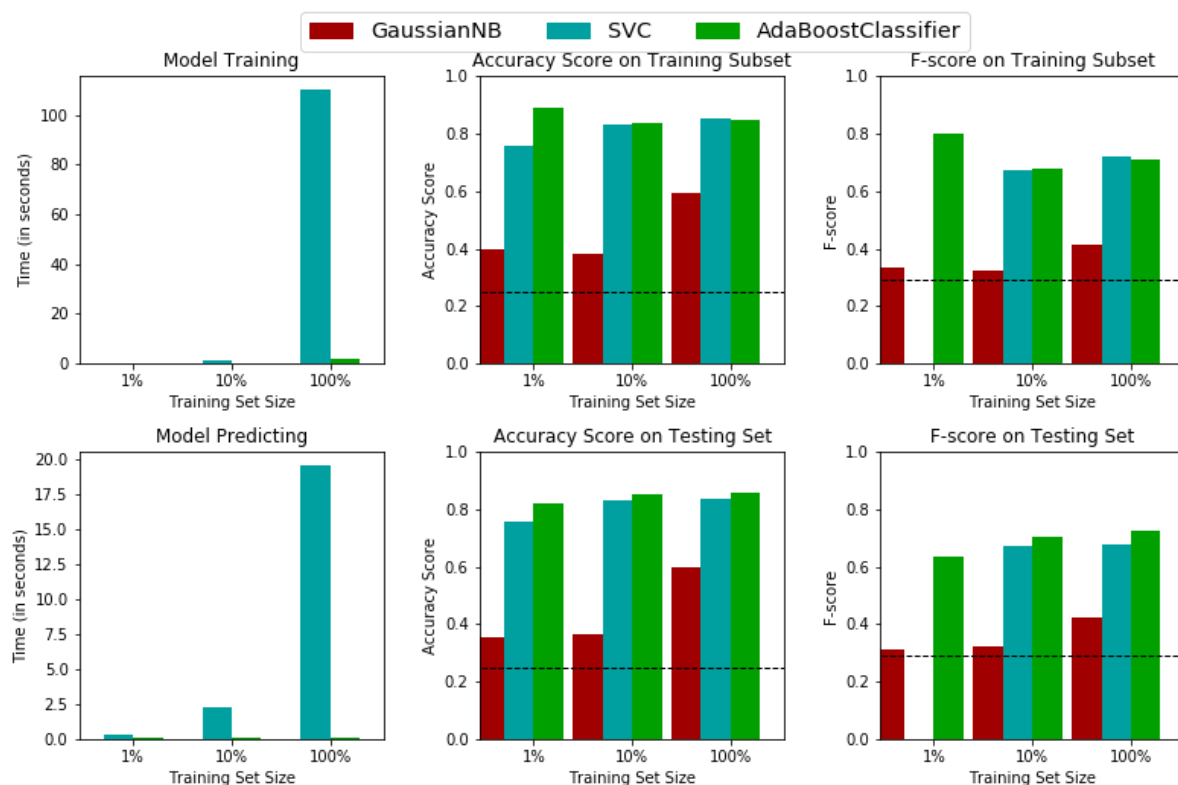 GaussianNB SVC AdaBoostClassifier
Model Training
Time (in seconds)
100
80
60
40
20
0
1% 10% 100%
Training Set Size
Accuracy Score on Training Subset
Accuracy Score
1.0
0.8
0.6
0.4
0.2
0.0
1% 10% 100%
Training Set Size
F-score on Training Subset
F-score
1.0
0.8
0.6
0.4
0.2
0.0
1% 10% 100%
Training Set Size
Model Predicting
Time (in seconds)
20.0
17.5
15.0
12.5
10.0
7.5
5.0
2.5
0.0
1% 10% 100%
Training Set Size
Accuracy Score on Testing Set
Accuracy Score
1.0
0.8
0.6
0.4
0.2
0.0
1% 10% 100%
Training Set Size
F-score on Testing Set
F-score
1.0
0.8
0.6
0.4
0.2
0.0
1% 10% 100%
Training Set Size